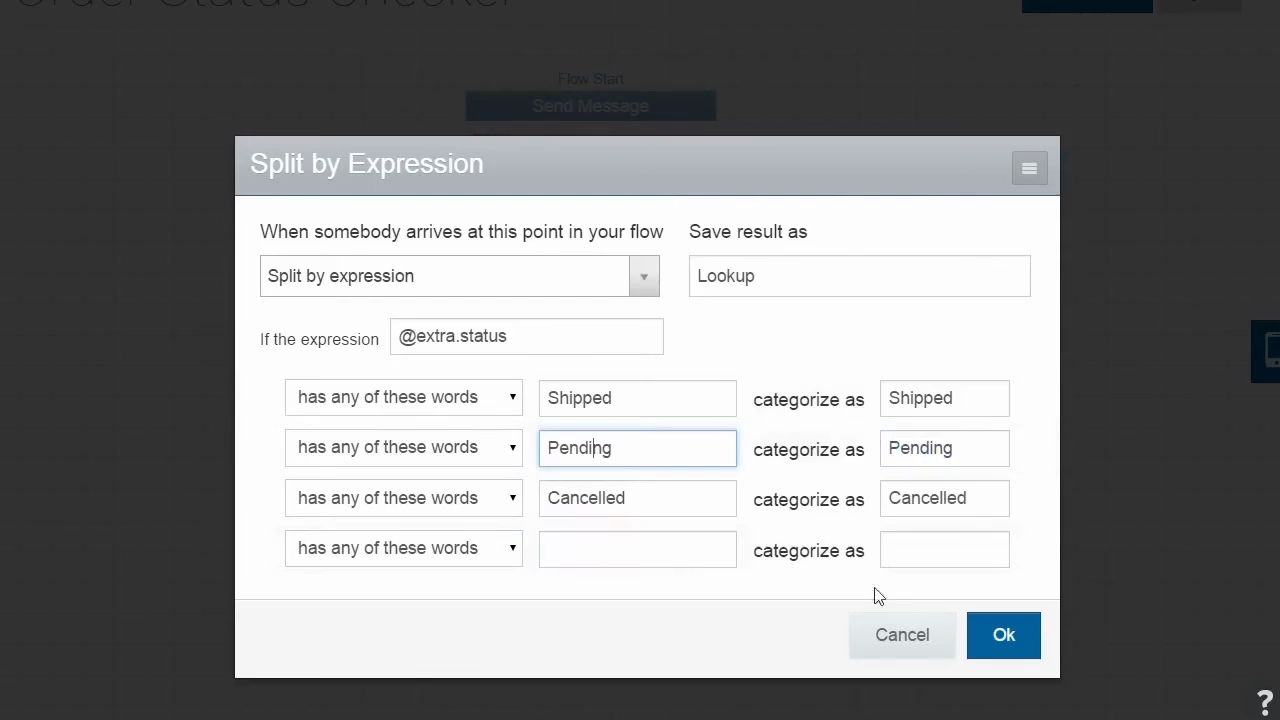 Order Status Checker
Flow Start
Send Message
Split by Expression
When somebody arrives at this point in your flow Save result as
Split by expression Lookup
If the expression @extra.status
has any of these words Shipped categorize as Shipped
has any of these words Pending categorize as Pending
has any of these words Cancelled categorize as Cancelled
has any of these words categorize as
Cancel Ok
?